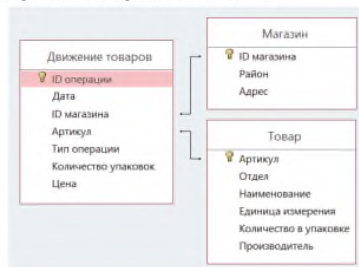 Движение товаров
ID операции
Дата
ID магазина
Артикул
Тип операции
Количество упаковок
Цена
Магазин
ID магазина
Район
Адрес
Товар
Артикул
Отдел
Наименование
Единица измерения
Количество в упаковке
Производитель